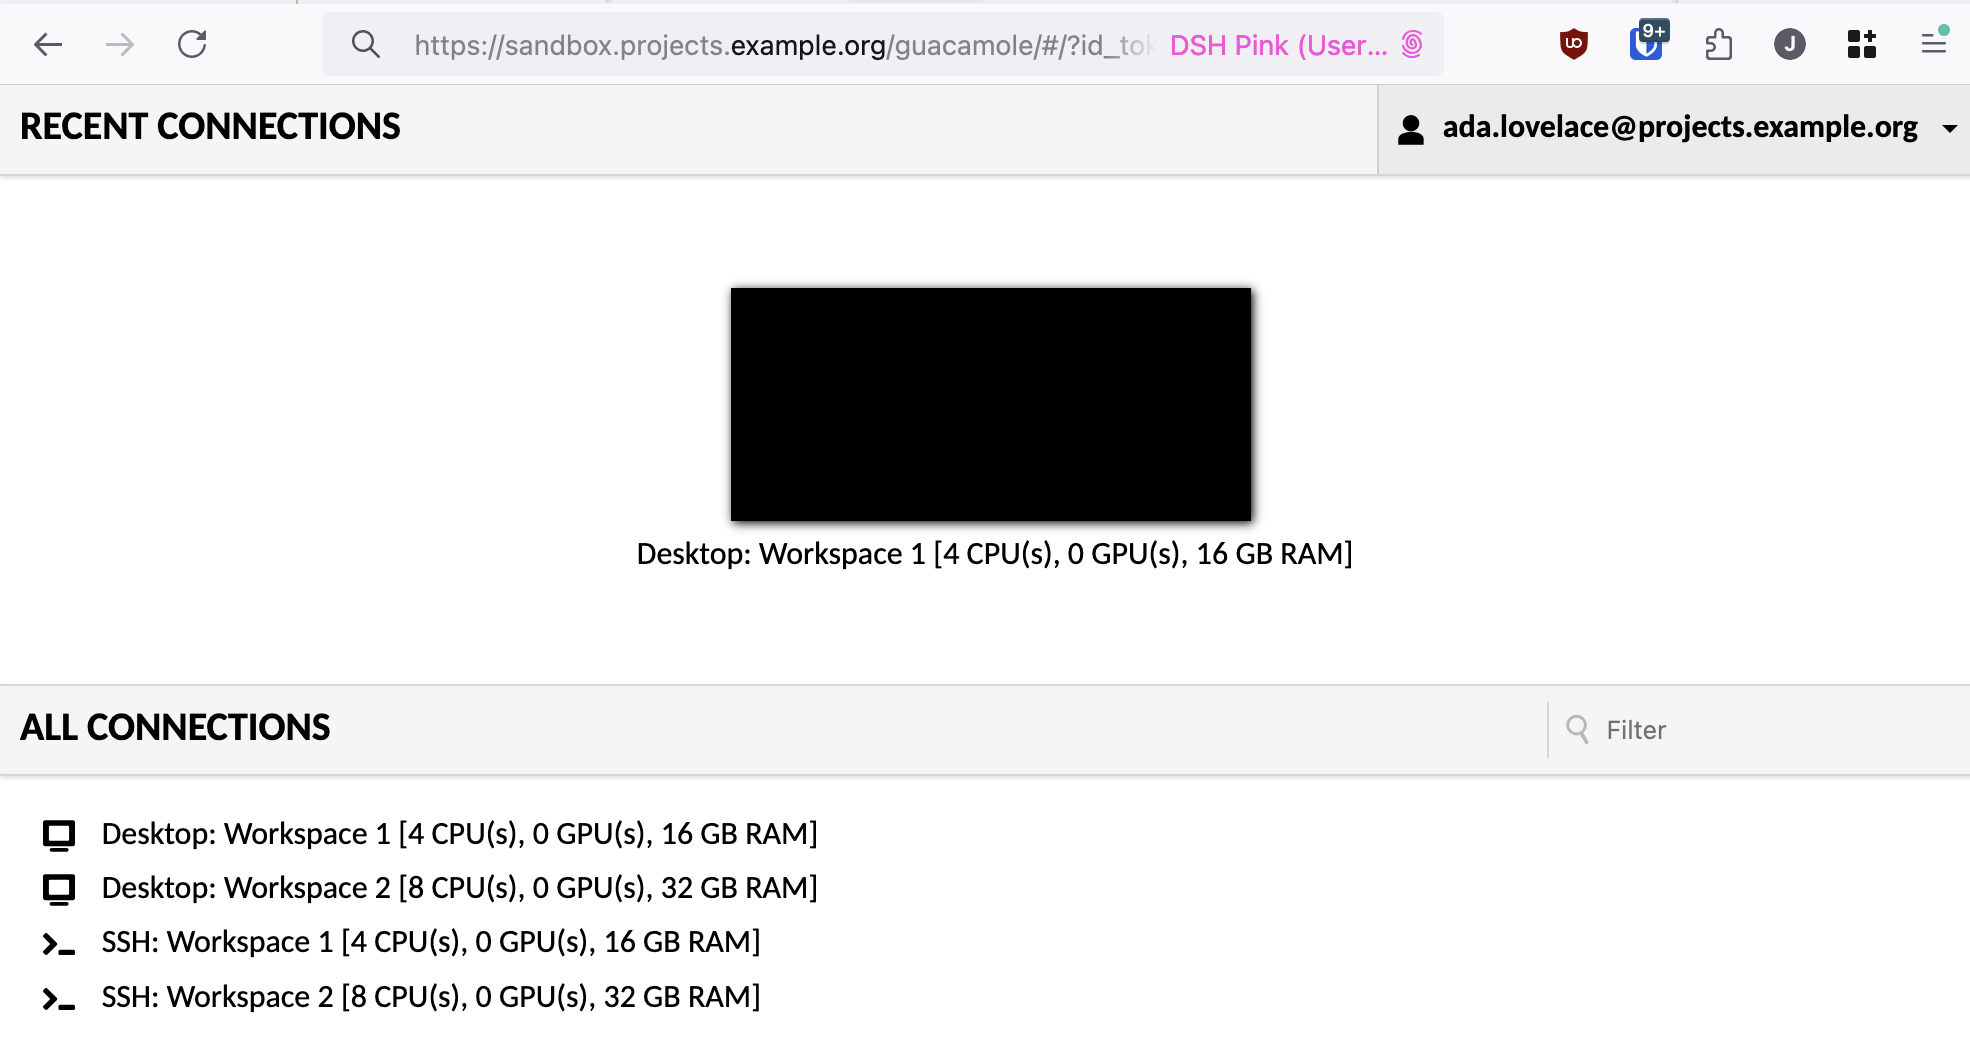 https://sandbox.projects.example.org/guacamole/#/?id_tok DSH Pink (User...
9+
J
RECENT CONNECTIONS
ada.lovelace@projects.example.org
Desktop: Workspace 1 [4 CPU(s), 0 GPU(s), 16 GB RAM]
ALL CONNECTIONS
Filter
Desktop: Workspace 1 [4 CPU(s), 0 GPU(s), 16 GB RAM]
Desktop: Workspace 2 [8 CPU(s), 0 GPU(s), 32 GB RAM]
SSH: Workspace 1 [4 CPU(s), 0 GPU(s), 16 GB RAM]
SSH: Workspace 2 [8 CPU(s), 0 GPU(s), 32 GB RAM]